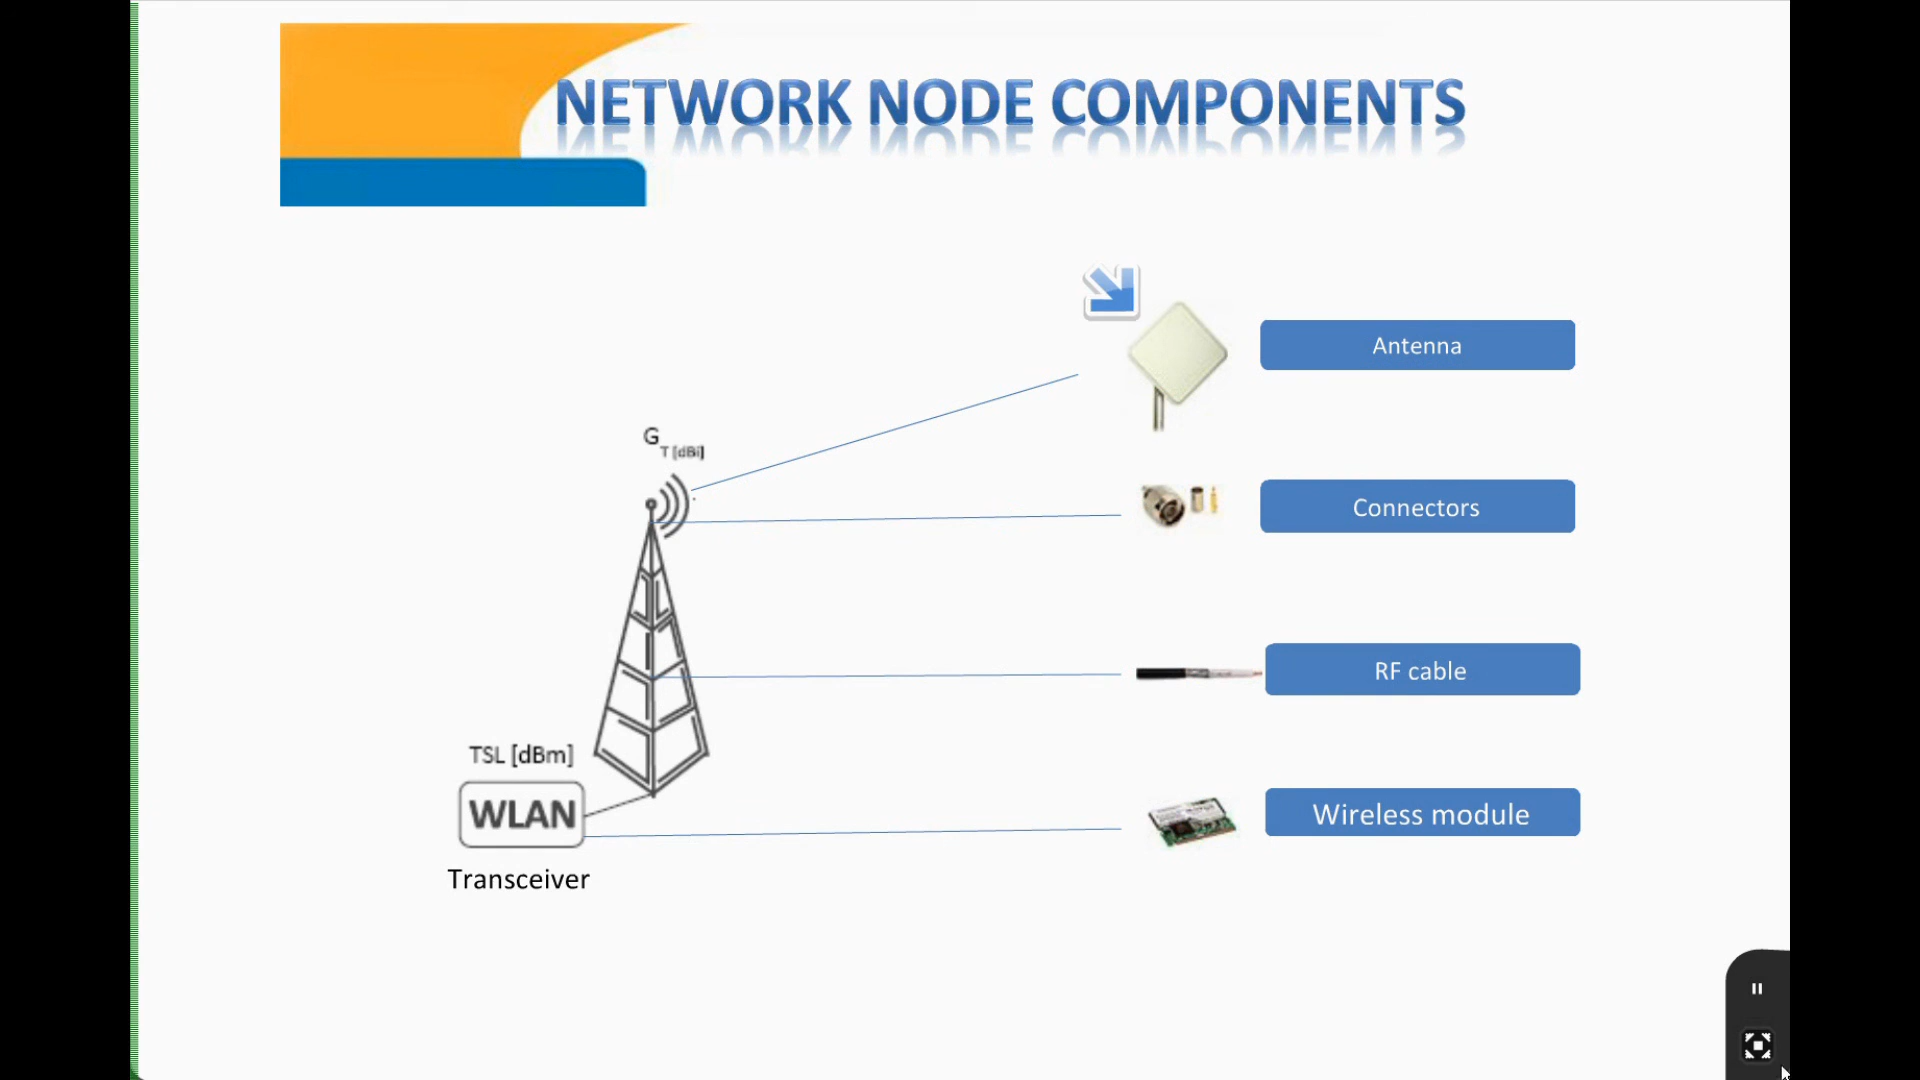 NETWORK NODE COMPONENTS
Antenna
G
T [dBi]
Connectors
RF cable
TSL [dBm]
WLAN
Wireless module
Transceiver